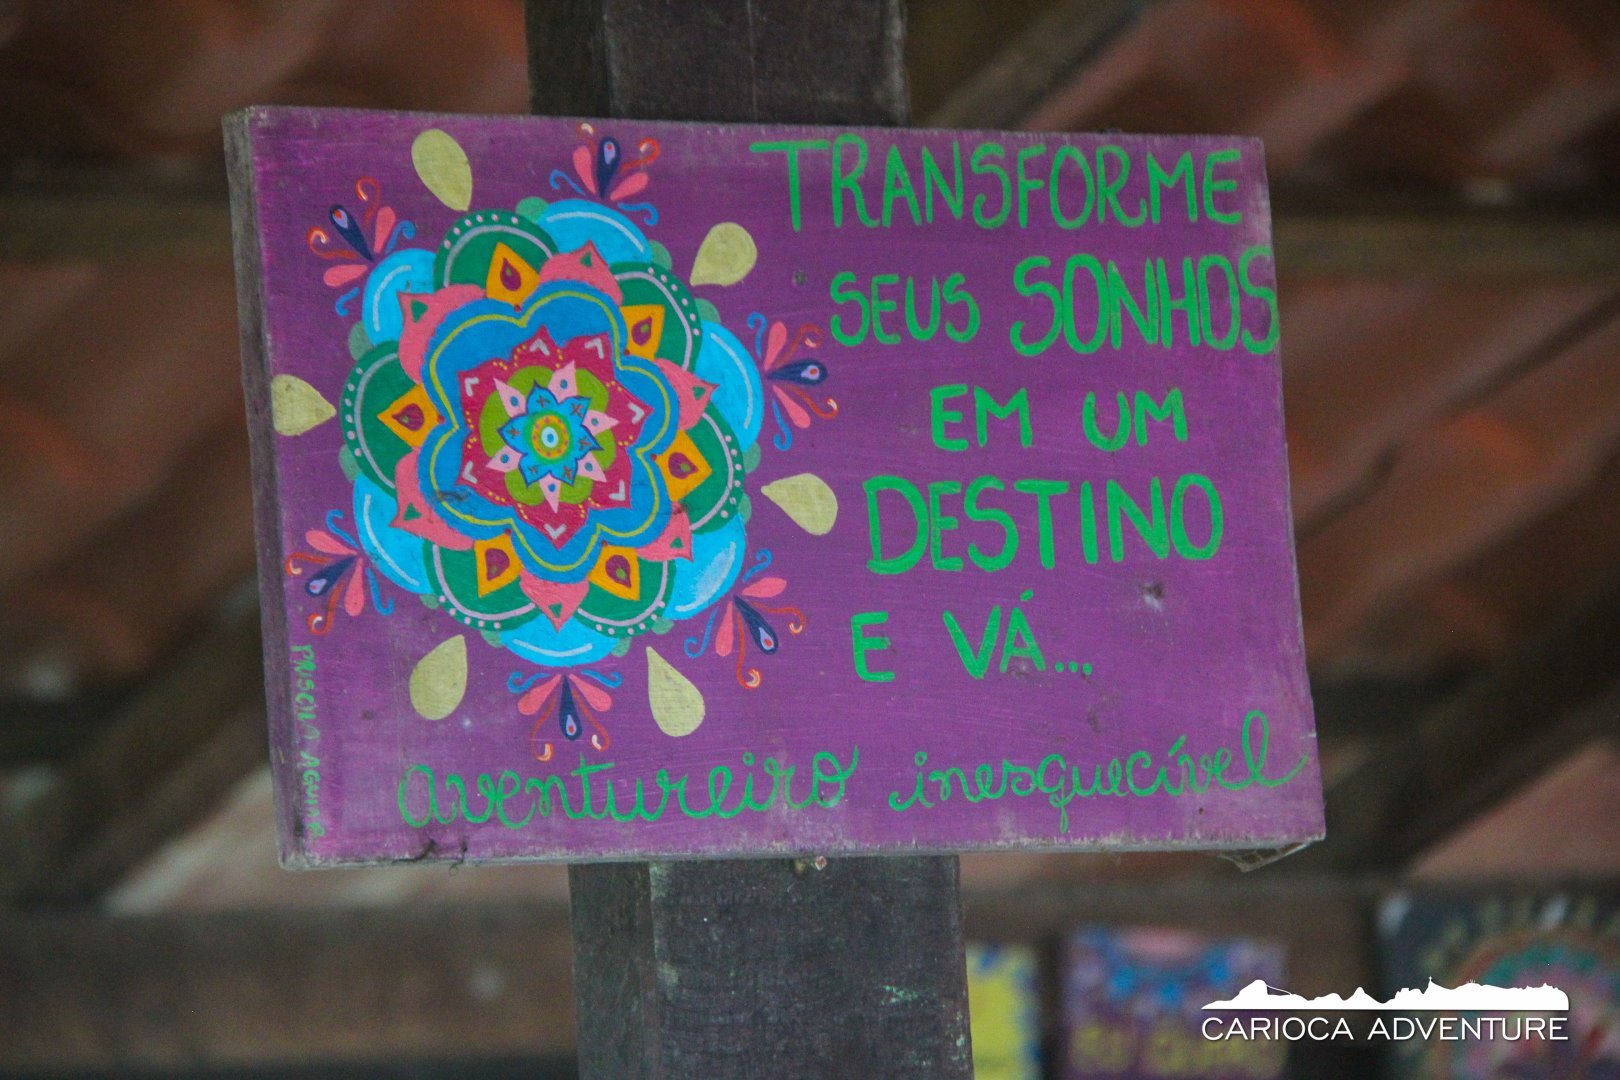 TRANSFORME
SEUS SONHOS
EM UM
DESTINO
E VÁ...
aventureiro inesquecível
CARIOCA ADVENTURE